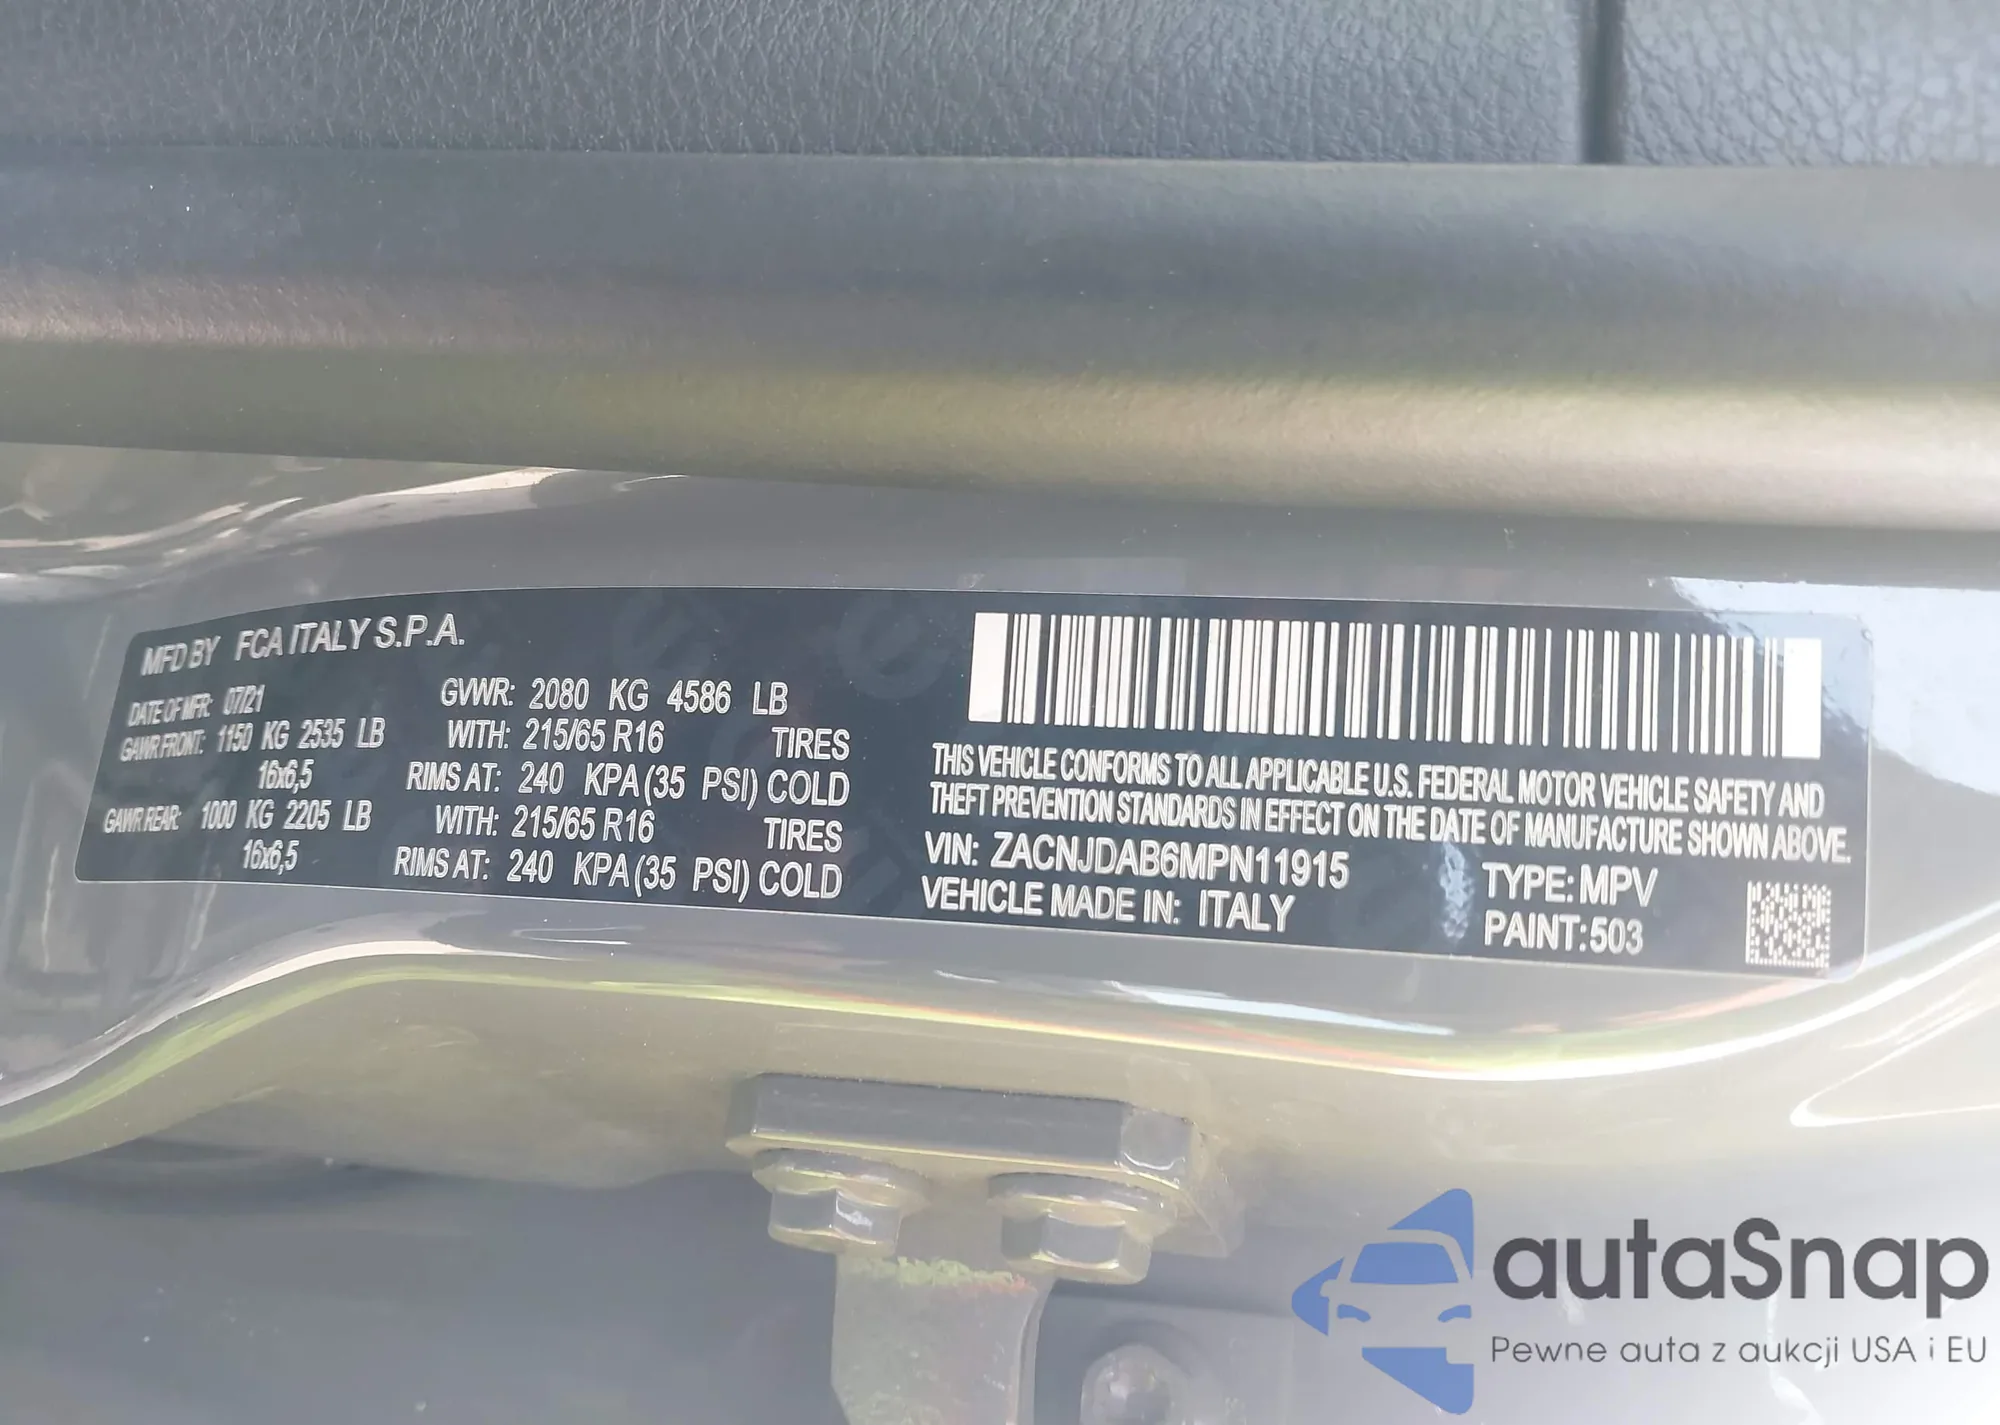 MFD BY FCA ITALY S.P.A.
DATE OF MFR: 07/21 GVWR: 2080 KG 4586 LB
GAWR FRONT: 1150 KG 2535 LB WITH: 215/65 R16 TIRES
16x6,5 RIMS AT: 240 KPA (35 PSI) COLD
GAWR REAR: 1000 KG 2205 LB WITH: 215/65 R16 TIRES
16x6,5 RIMS AT: 240 KPA (35 PSI) COLD
THIS VEHICLE CONFORMS TO ALL APPLICABLE U.S. FEDERAL MOTOR VEHICLE SAFETY AND
THEFT PREVENTION STANDARDS IN EFFECT ON THE DATE OF MANUFACTURE SHOWN ABOVE.
VIN: ZACNJDAB6MPN11915 TYPE: MPV
VEHICLE MADE IN: ITALY PAINT: 503
autaSnap
Pewne auta z aukcji USA i EU